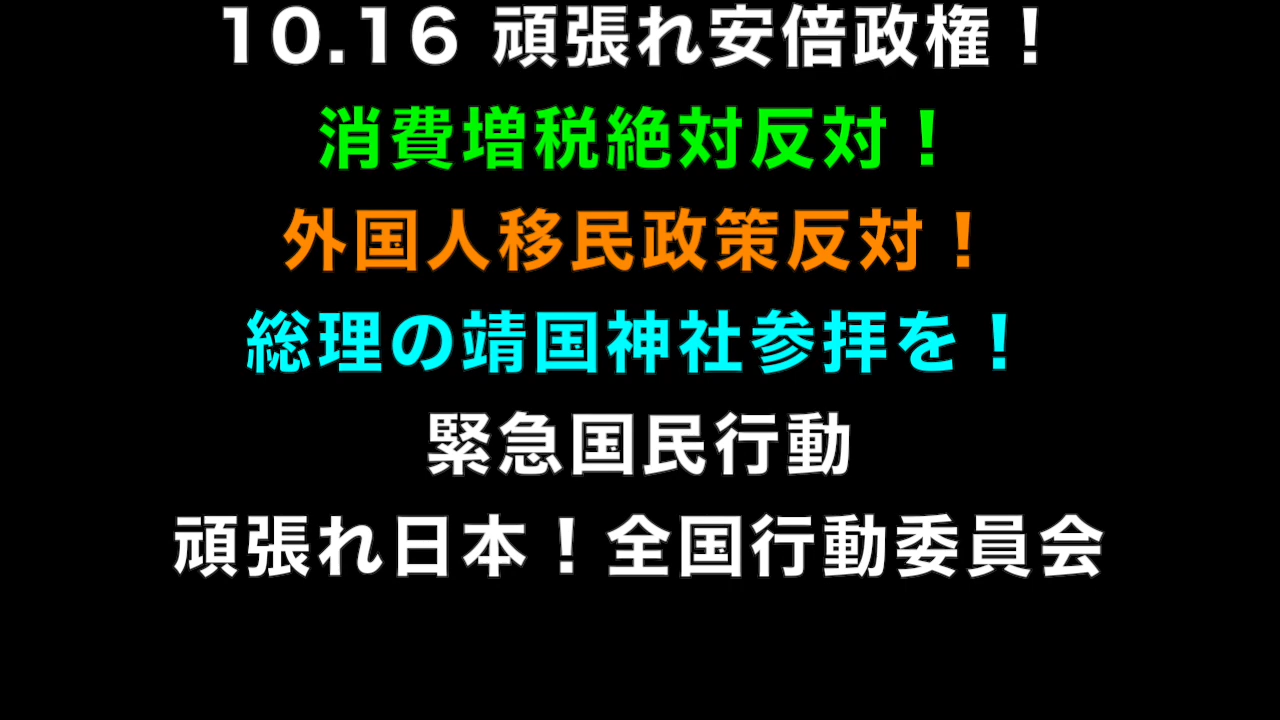 10.16 頑張れ安倍政権！
消費増税絶対反対！
外国人移民政策反対！
総理の靖国神社参拝を！
緊急国民行動
頑張れ日本！全国行動委員会